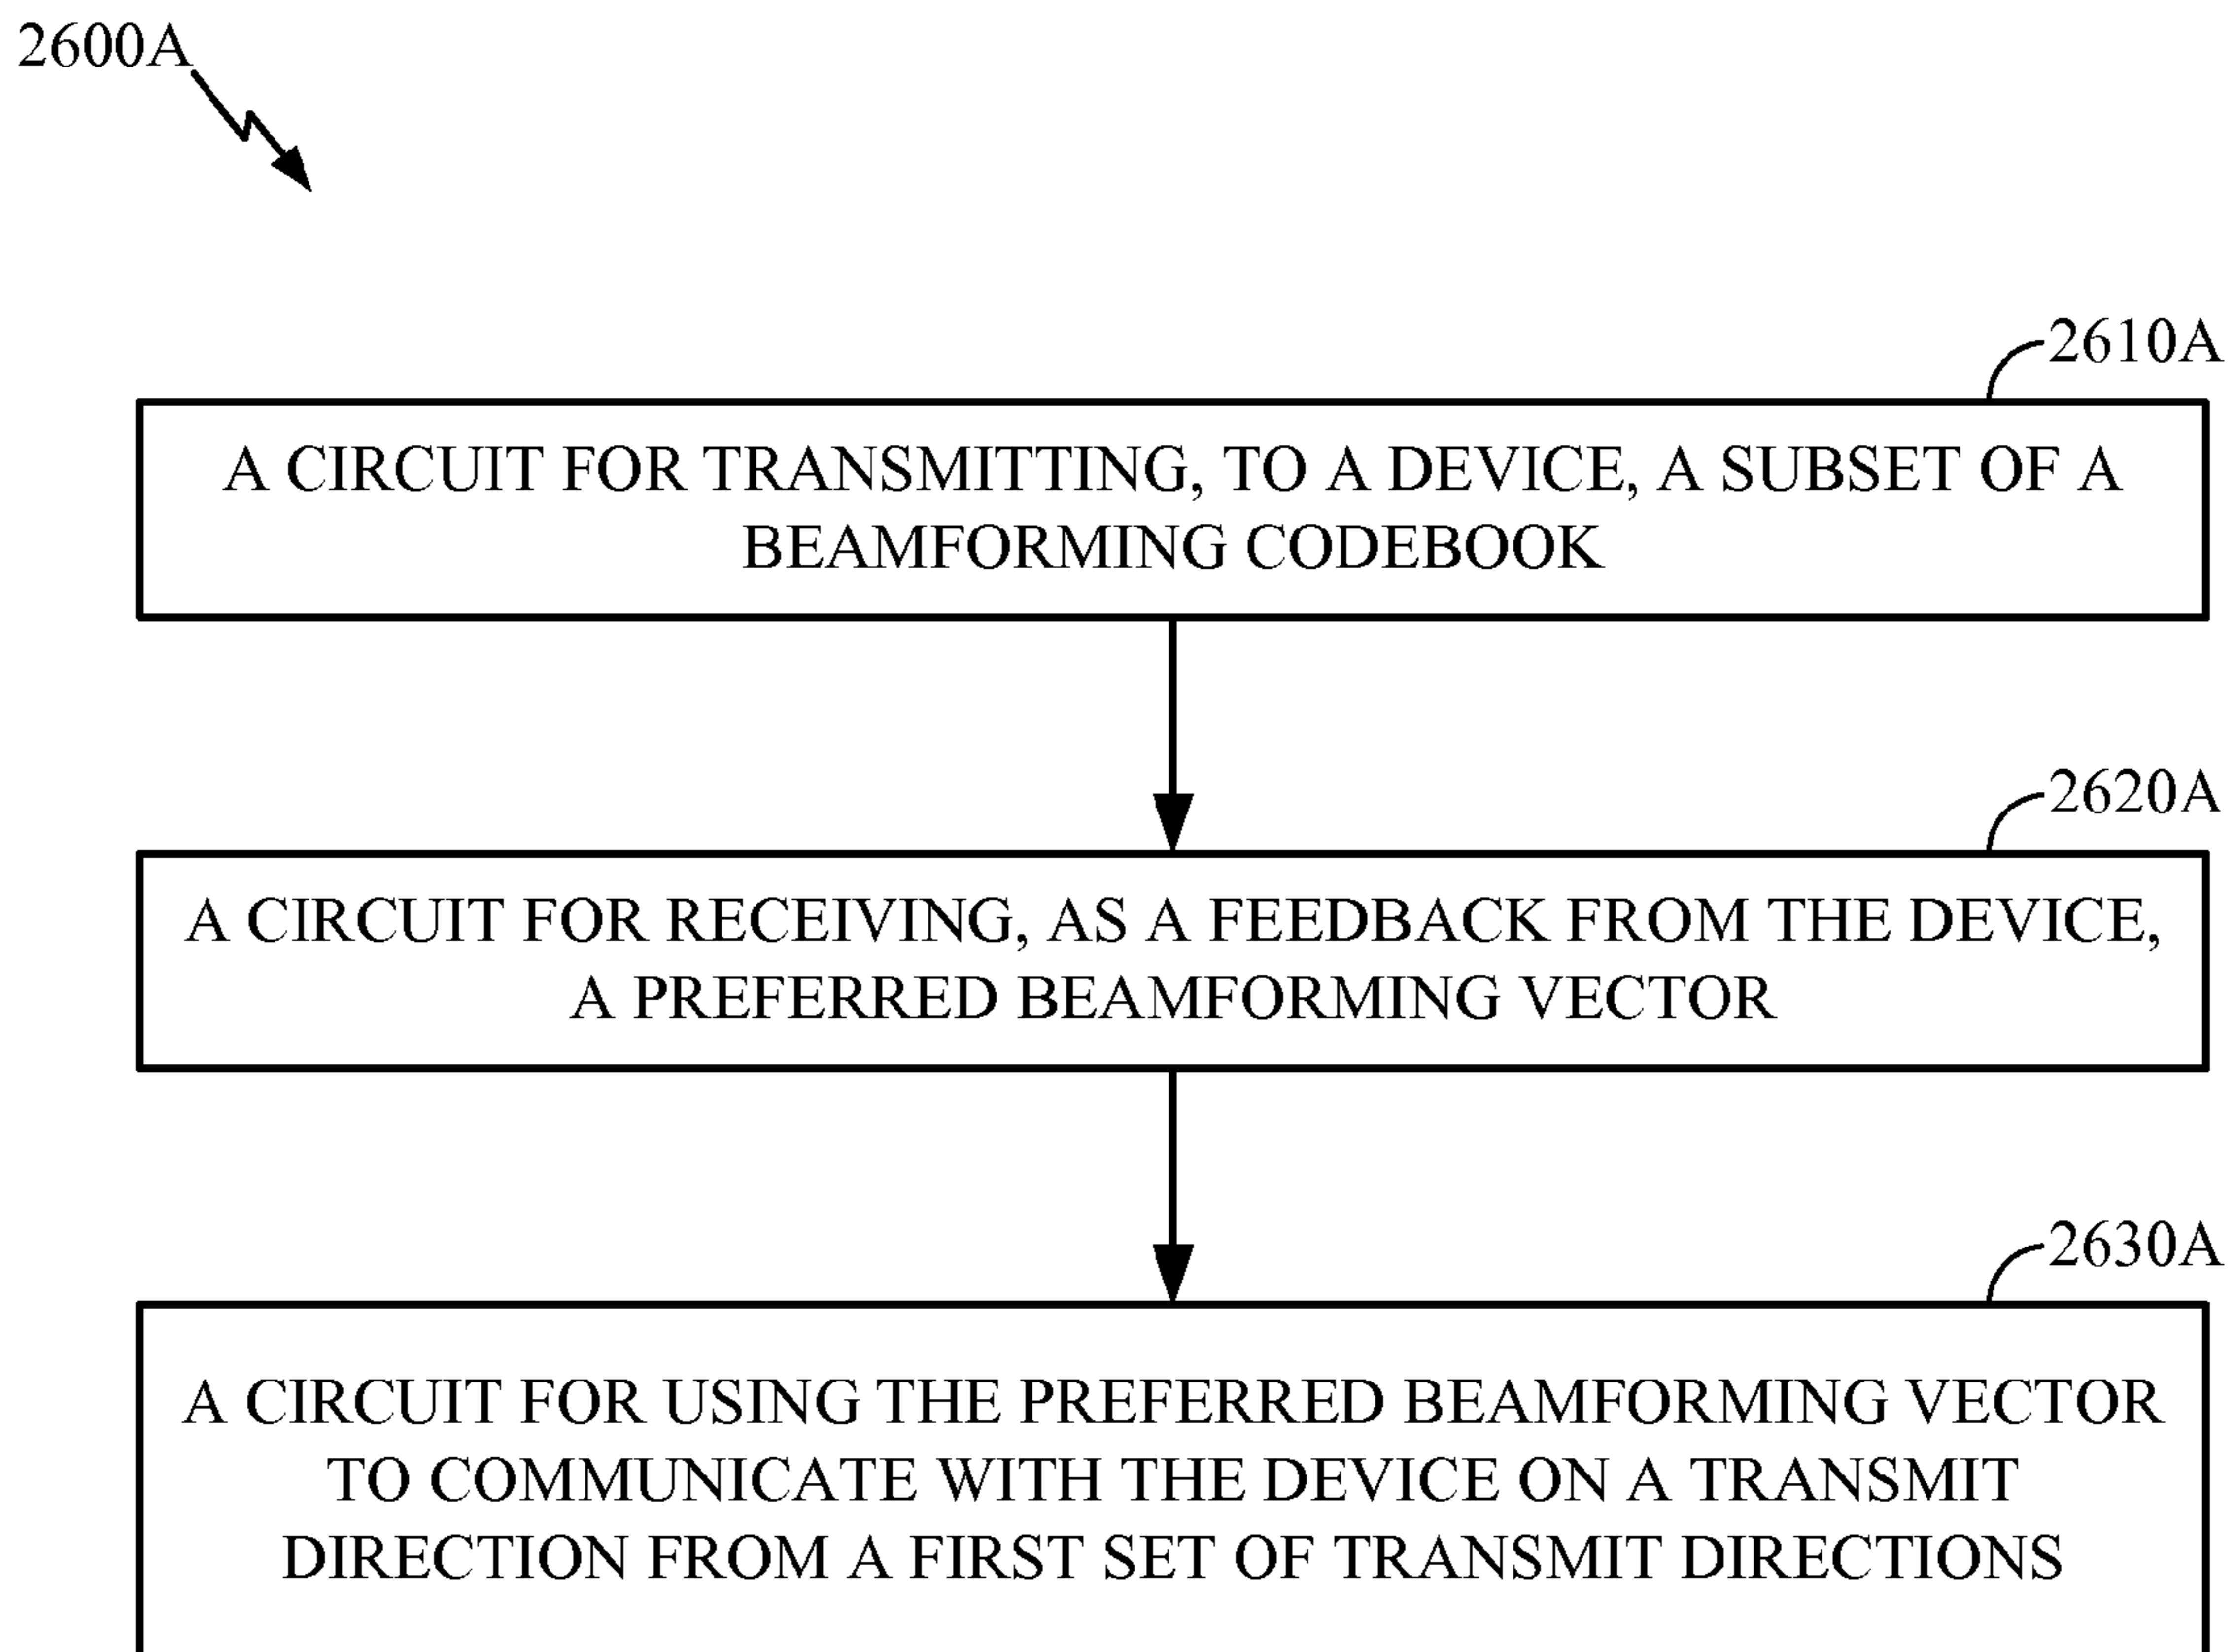 2600A
2610A
A CIRCUIT FOR TRANSMITTING, TO A DEVICE, A SUBSET OF A
BEAMFORMING CODEBOOK
2620A
A CIRCUIT FOR RECEIVING, AS A FEEDBACK FROM THE DEVICE,
A PREFERRED BEAMFORMING VECTOR
2630A
A CIRCUIT FOR USING THE PREFERRED BEAMFORMING VECTOR
TO COMMUNICATE WITH THE DEVICE ON A TRANSMIT
DIRECTION FROM A FIRST SET OF TRANSMIT DIRECTIONS